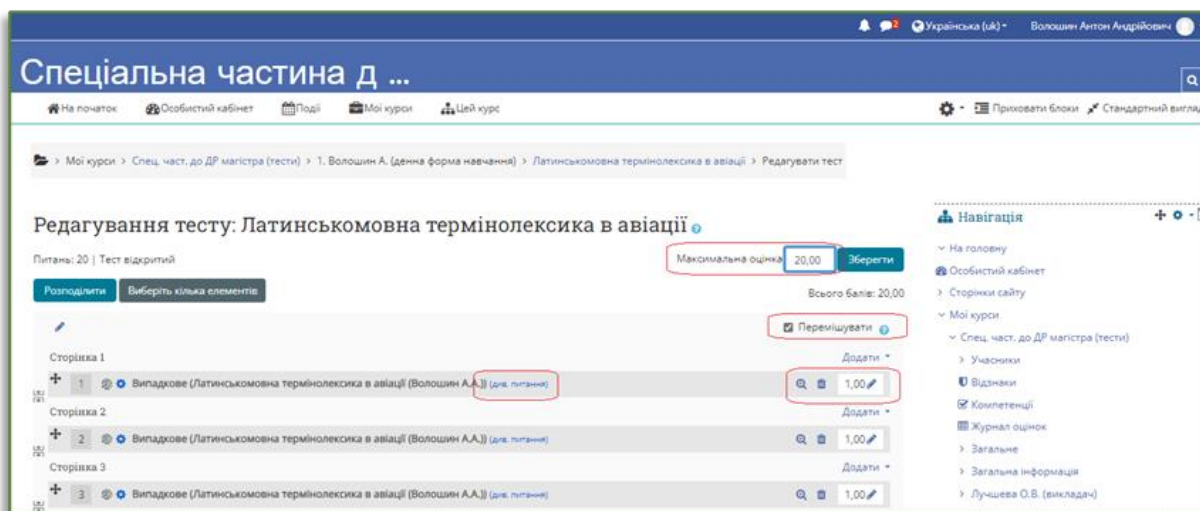 2 Українська (uk) Волошин Антон Андрійович
Спеціальна частина д ...
На початок Особистий кабінет Події Мої курси Цей курс Приховати блоки Стандартний вигляд
> Мої курси > Спец. част. до ДР магістра (тести) > 1. Волошин А. (денна форма навчання) > Латинськомовна термінолексика в авіації > Редагувати тест
Редагування тесту: Латинськомовна термінолексика в авіації
Навігація
Питань: 20 | Тест відкритий Максимальна оцінка 20,00 Зберегти
На головну
Особистий кабінет
Розподілити Виберіть кілька елементів Всього балів: 20,00
Сторінки сайту
Мої курси
Перемішувати
Спец. част. до ДР магістра (тести)
Сторінка 1 Додати
Учасники
1 Випадкове (Латинськомовна термінолексика в авіації (Волошин А.А.)) (див. питання) 1,00
Відзнаки
Компетенції
Сторінка 2 Додати
Журнал оцінок
2 Випадкове (Латинськомовна термінолексика в авіації (Волошин А.А.)) (див. питання) 1,00
Загальне
Сторінка 3 Додати
Загальна інформація
3 Випадкове (Латинськомовна термінолексика в авіації (Волошин А.А.)) (див. питання) 1,00
Лучшева О.В. (викладач)